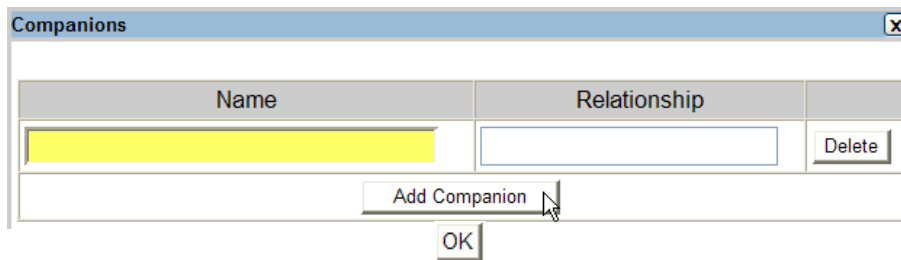 Companions X
Name Relationship
Delete
Add Companion
OK